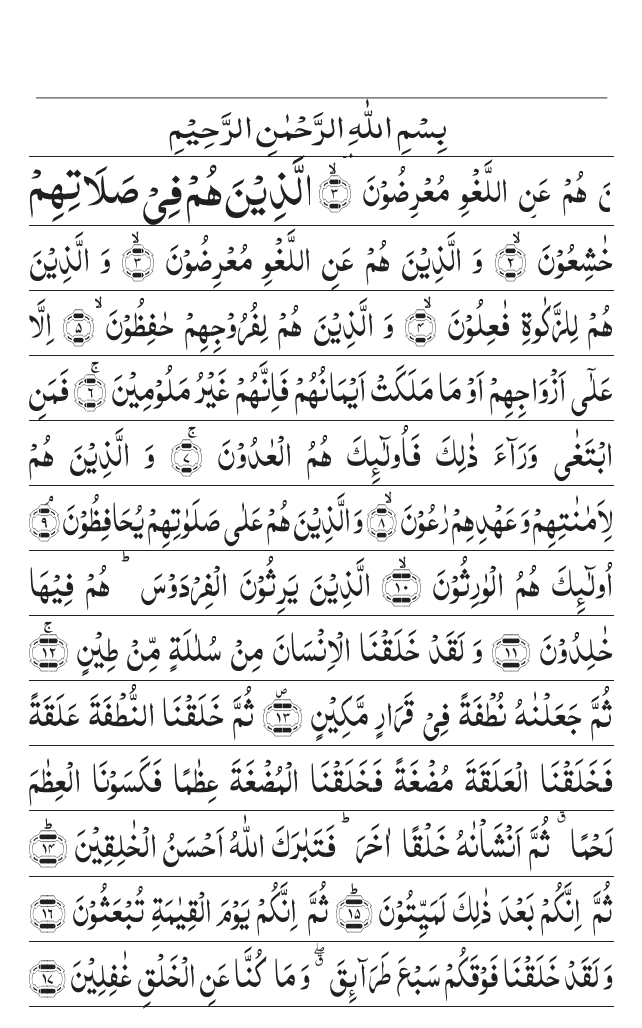 بِسْمِ اللّٰهِ الرَّحْمٰنِ الرَّحِیْمِ
نَ هُمْ عَنِ اللَّغْوِ مُعْرِضُوْنَ ۙ﴿۳﴾ الَّذِیْنَ هُمْ فِیْ صَلَاتِهِمْ
خٰشِعُوْنَ ۙ﴿۲﴾ وَ الَّذِیْنَ هُمْ عَنِ اللَّغْوِ مُعْرِضُوْنَ ۙ﴿۳﴾ وَ الَّذِیْنَ
هُمْ لِلزَّكٰوةِ فٰعِلُوْنَ ۙ﴿۴﴾ وَ الَّذِیْنَ هُمْ لِفُرُوْجِهِمْ حٰفِظُوْنَ ۙ﴿۵﴾ اِلَّا
عَلٰۤی اَزْوَاجِهِمْ اَوْ مَا مَلَكَتْ اَیْمَانُهُمْ فَاِنَّهُمْ غَیْرُ مَلُوْمِیْنَ ۚ﴿۶﴾ فَمَنِ
ابْتَغٰی وَرَآءَ ذٰلِكَ فَاُولٰٓئِكَ هُمُ الْعٰدُوْنَ ۚ﴿۷﴾ وَ الَّذِیْنَ هُمْ
لِاَمٰنٰتِهِمْ وَ عَهْدِهِمْ رٰعُوْنَ ۙ﴿۸﴾ وَ الَّذِیْنَ هُمْ عَلٰی صَلَوٰتِهِمْ یُحَافِظُوْنَ ۘ﴿۹﴾
اُولٰٓئِكَ هُمُ الْوٰرِثُوْنَ ۙ﴿۱۰﴾ الَّذِیْنَ یَرِثُوْنَ الْفِرْدَوْسَ ؕ هُمْ فِیْهَا
خٰلِدُوْنَ ﴿۱۱﴾ وَ لَقَدْ خَلَقْنَا الْاِنْسَانَ مِنْ سُلٰلَةٍ مِّنْ طِیْنٍ ۚ﴿۱۲﴾
ثُمَّ جَعَلْنٰهُ نُطْفَةً فِیْ قَرَارٍ مَّكِیْنٍ ۪﴿۱۳﴾ ثُمَّ خَلَقْنَا النُّطْفَةَ عَلَقَةً
فَخَلَقْنَا الْعَلَقَةَ مُضْغَةً فَخَلَقْنَا الْمُضْغَةَ عِظٰمًا فَكَسَوْنَا الْعِظٰمَ
لَحْمًا ٝ ثُمَّ اَنْشَاْنٰهُ خَلْقًا اٰخَرَ ؕ فَتَبٰرَكَ اللّٰهُ اَحْسَنُ الْخٰلِقِیْنَ ﴿ؕ۱۴﴾
ثُمَّ اِنَّكُمْ بَعْدَ ذٰلِكَ لَمَیِّتُوْنَ ﴿ؕ۱۵﴾ ثُمَّ اِنَّكُمْ یَوْمَ الْقِیٰمَةِ تُبْعَثُوْنَ ﴿۱۶﴾
وَ لَقَدْ خَلَقْنَا فَوْقَكُمْ سَبْعَ طَرَآئِقَ ۖۗ وَ مَا كُنَّا عَنِ الْخَلْقِ غٰفِلِیْنَ ﴿۱۷﴾